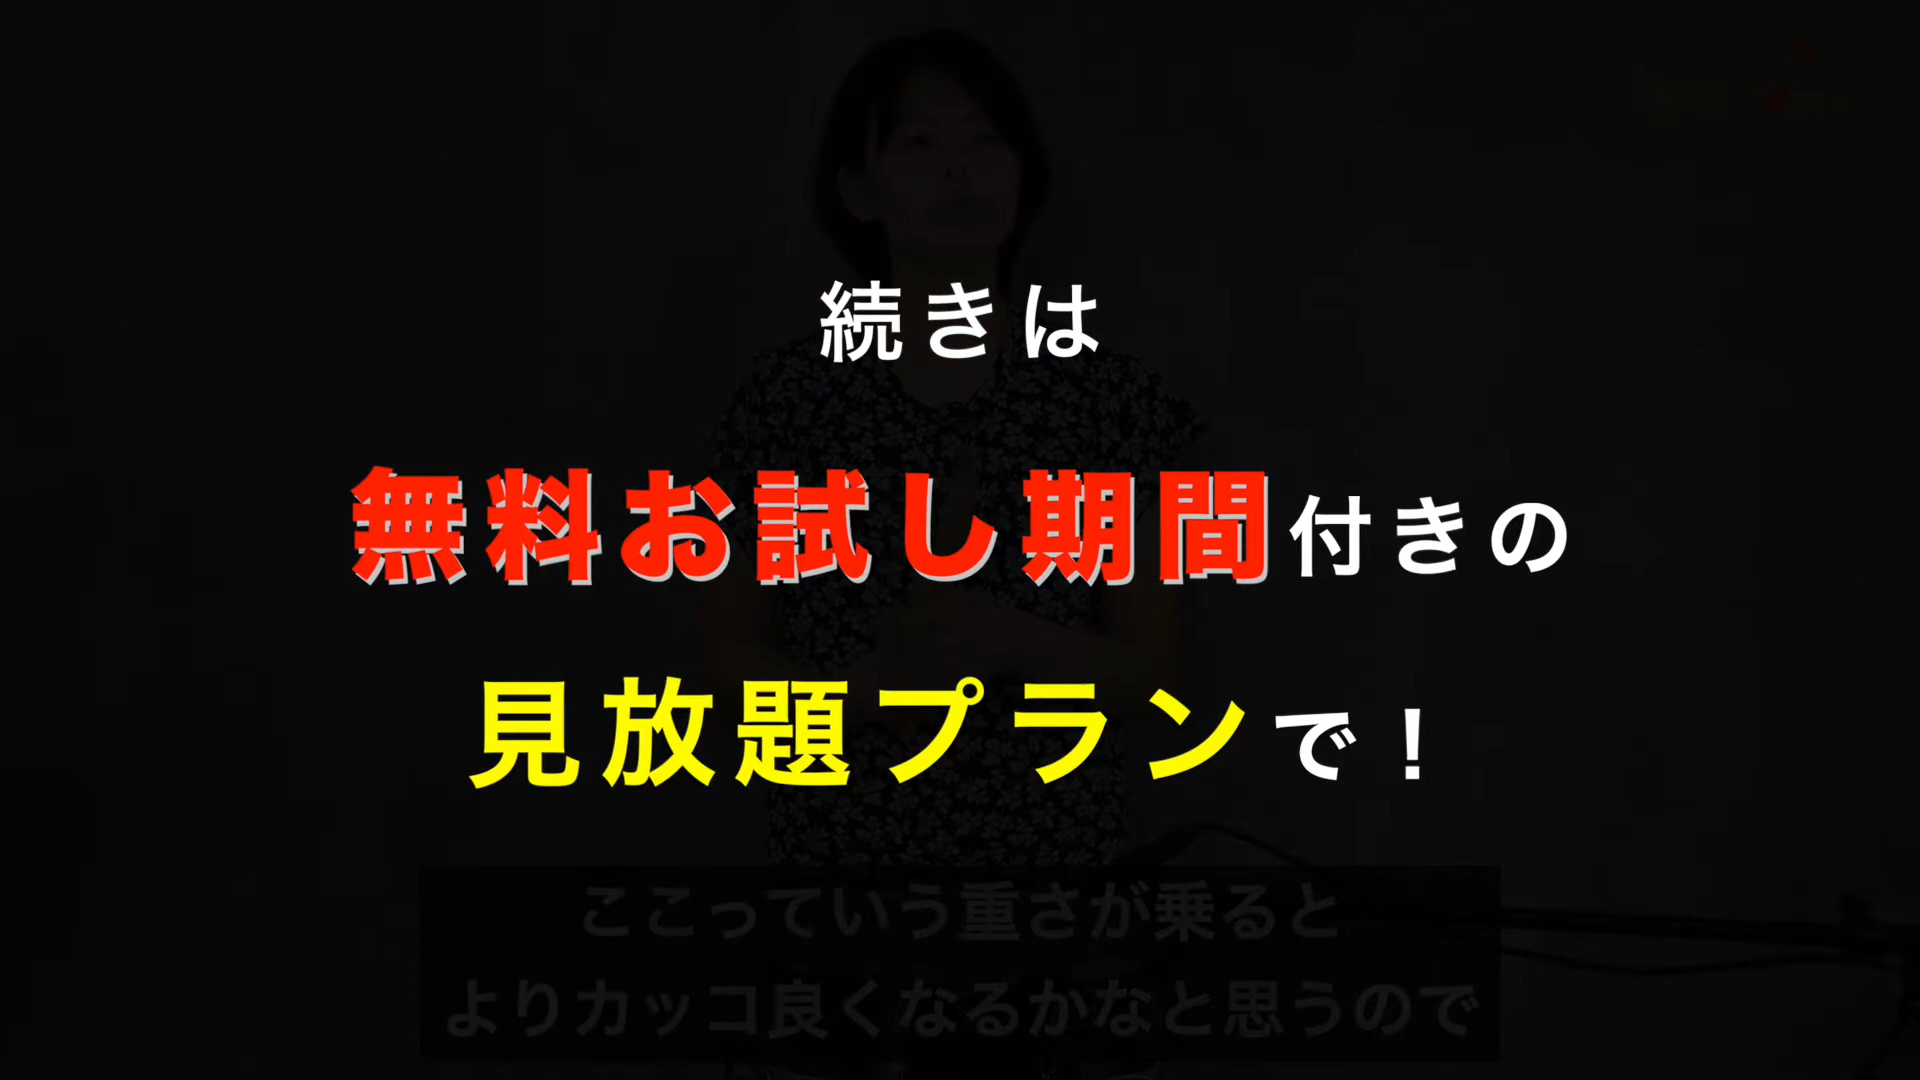 続きは
無料お試し期間付きの
見放題プランで！
ここっていう重さが乗ると
よりカッコ良くなるかなと思うので